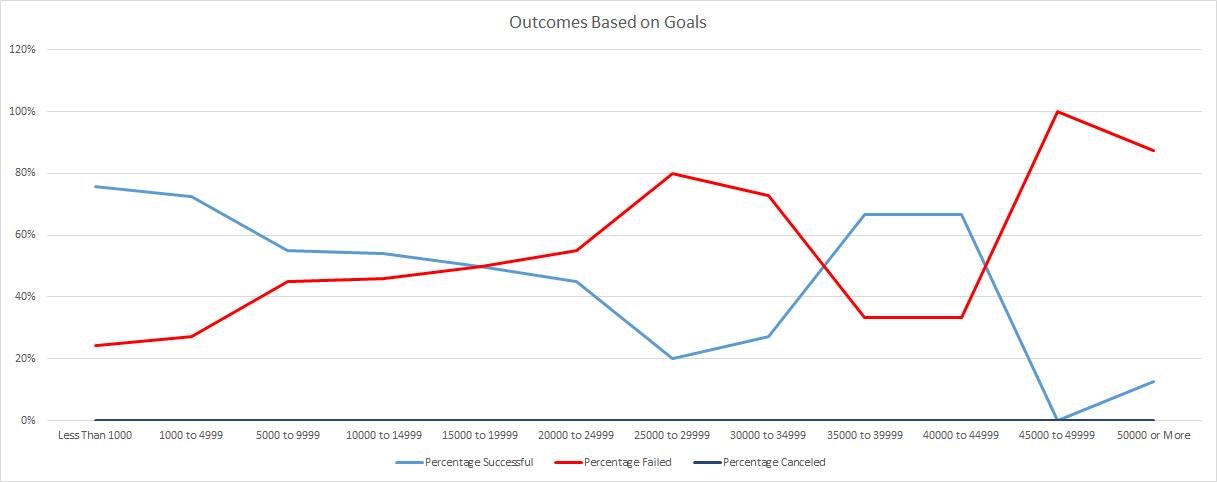 Outcomes Based on Goals
120%
100%
80%
60%
40%
20%
0%
Less Than 1000 1000 to 4999 5000 to 9999 10000 to 14999 15000 to 19999 20000 to 24999 25000 to 29999 30000 to 34999 35000 to 39999 40000 to 44999 45000 to 49999 50000 or More
Percentage Successful Percentage Failed Percentage Canceled